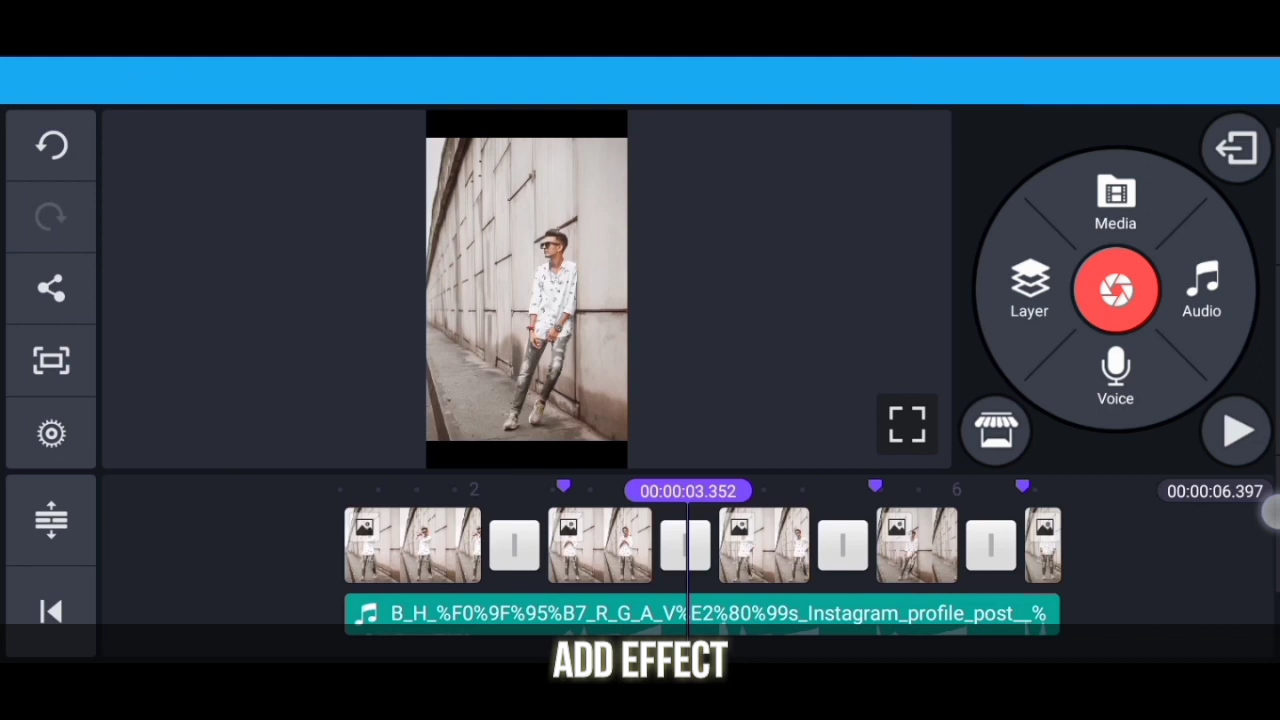 Media
Layer
Audio
Voice
2
00:00:03.352
6
00:00:06.397
B_H_%F0%9F%95%B7_R_G_A_V%E2%80%99s_Instagram_profile_post__%
ADD EFFECT